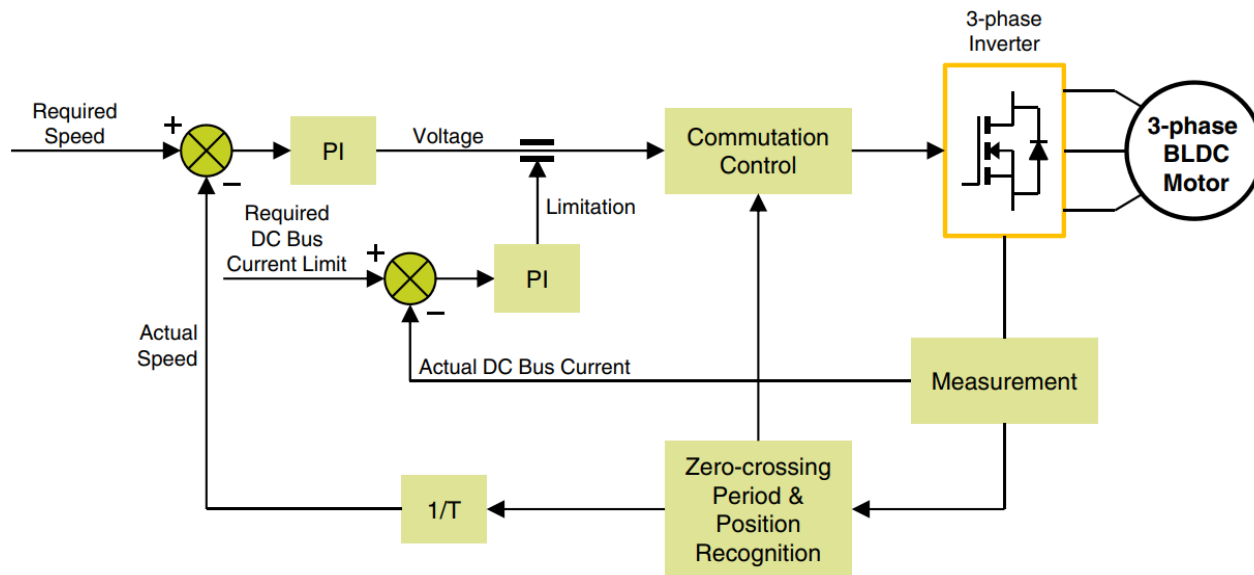 3-phase
Inverter
Required
Speed
+
−
PI
Voltage
Commutation
Control
3-phase
BLDC
Motor
Required
DC Bus
Current Limit
+
−
Limitation
PI
Actual
Speed
Actual DC Bus Current
Measurement
1/T
Zero-crossing
Period &
Position
Recognition